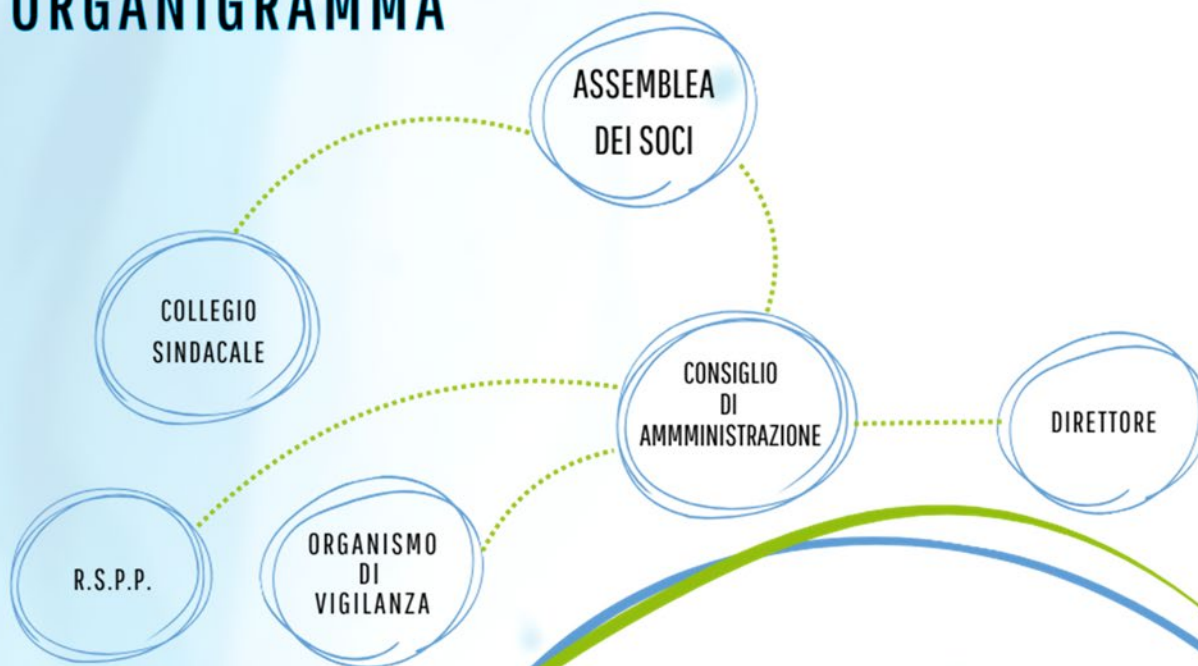 ORGANIGRAMMA
ASSEMBLEA
DEI SOCI
COLLEGIO
SINDACALE
CONSIGLIO
DI
AMMMINISTRAZIONE
DIRETTORE
R.S.P.P.
ORGANISMO
DI
VIGILANZA